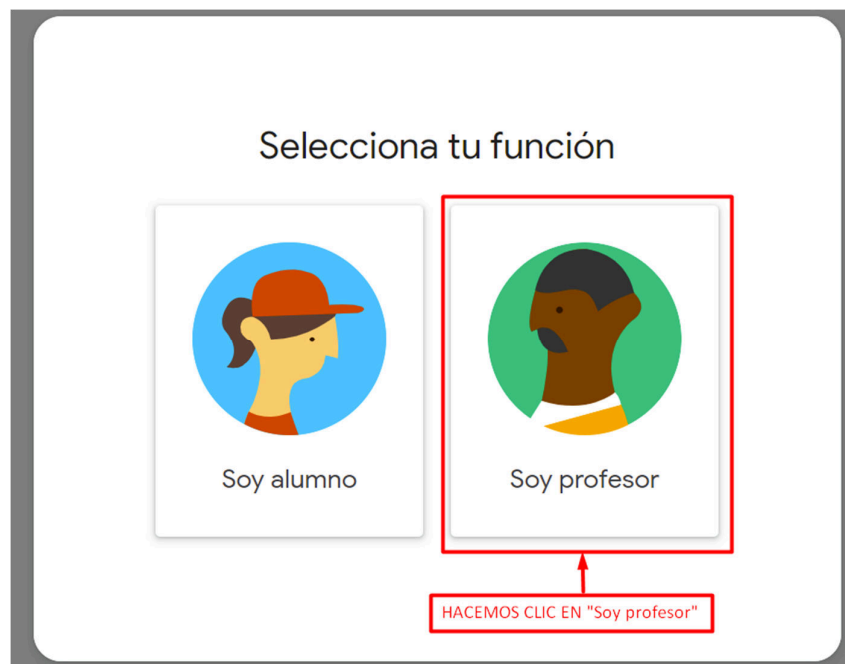 Selecciona tu función
Soy alumno
Soy profesor
HACEMOS CLIC EN "Soy profesor"